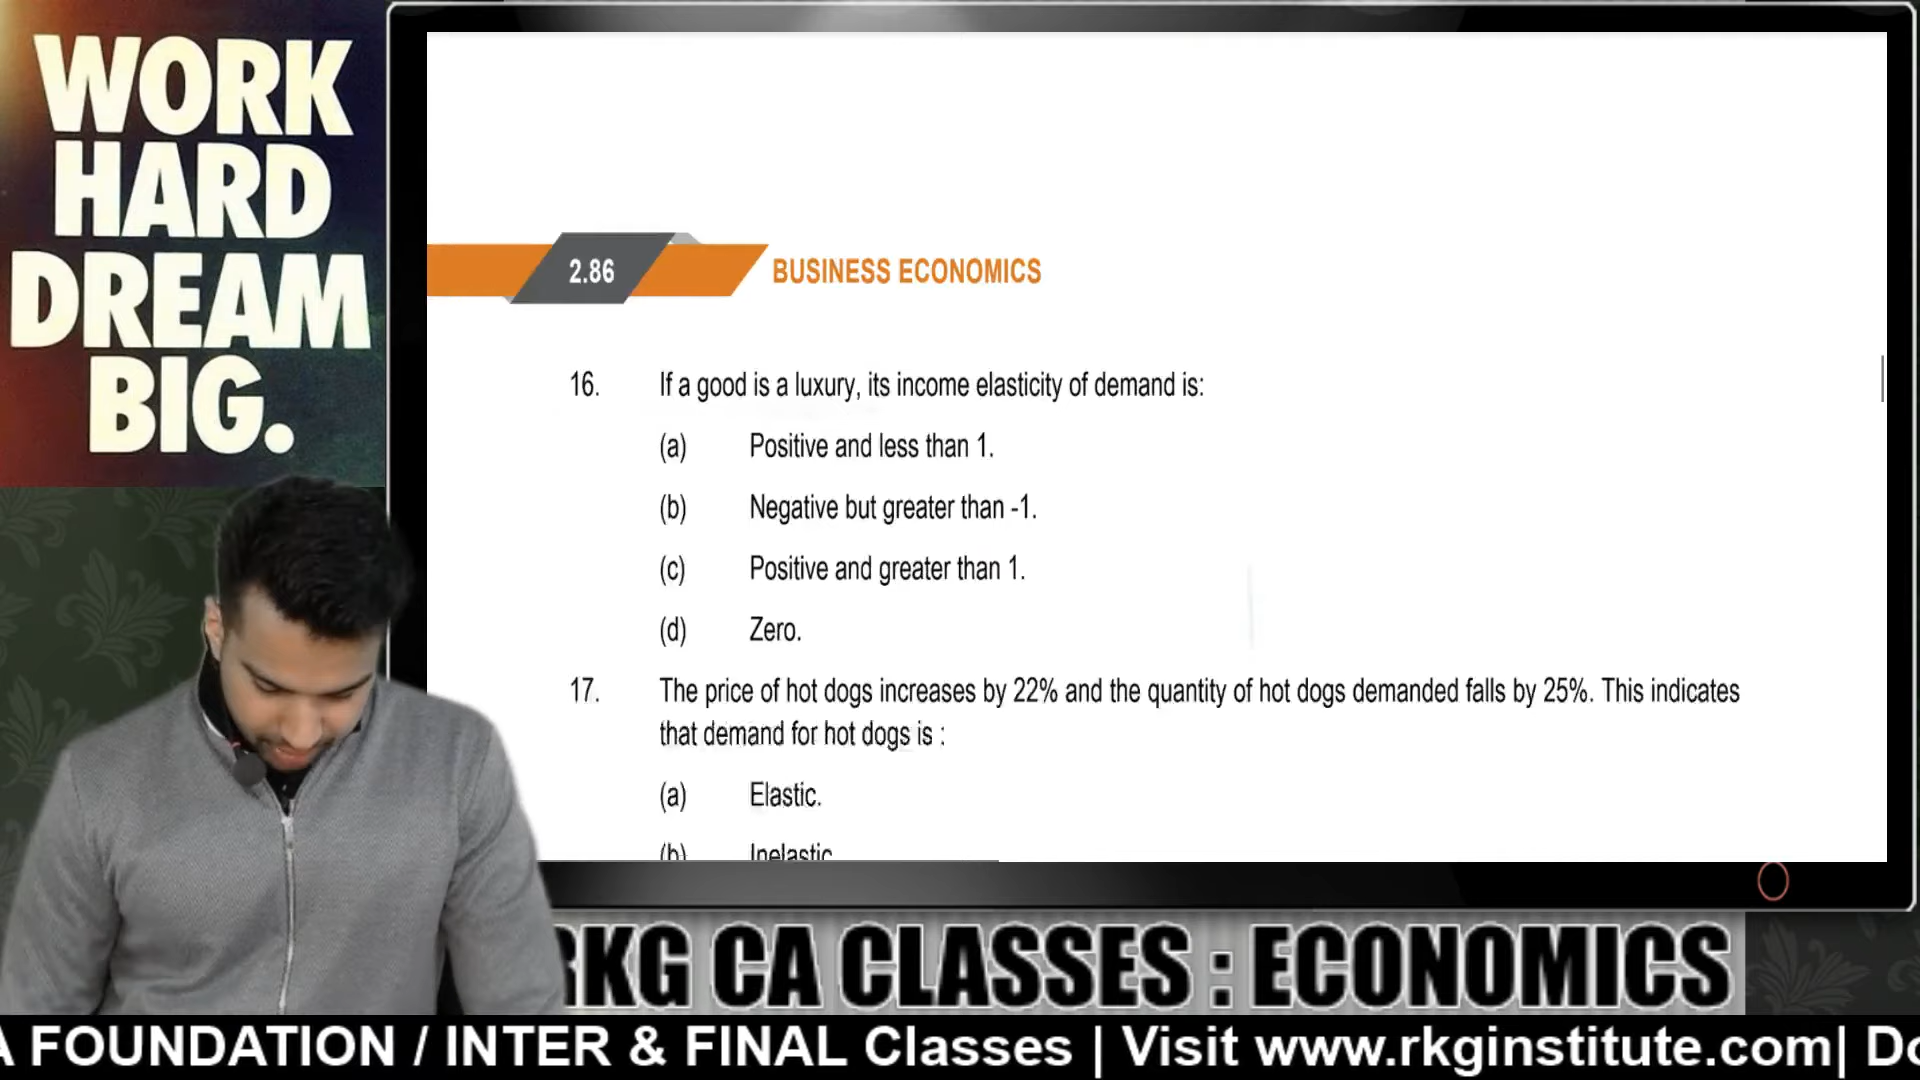 WORK
HARD
DREAM
BIG.
2.86
BUSINESS ECONOMICS
16. If a good is a luxury, its income elasticity of demand is:
(a) Positive and less than 1.
(b) Negative but greater than -1.
(c) Positive and greater than 1.
(d) Zero.
17. The price of hot dogs increases by 22% and the quantity of hot dogs demanded falls by 25%. This indicates
that demand for hot dogs is :
(a) Elastic.
(b) Inelastic
RKG CA CLASSES : ECONOMICS
A FOUNDATION / INTER & FINAL Classes | Visit www.rkginstitute.com| Do